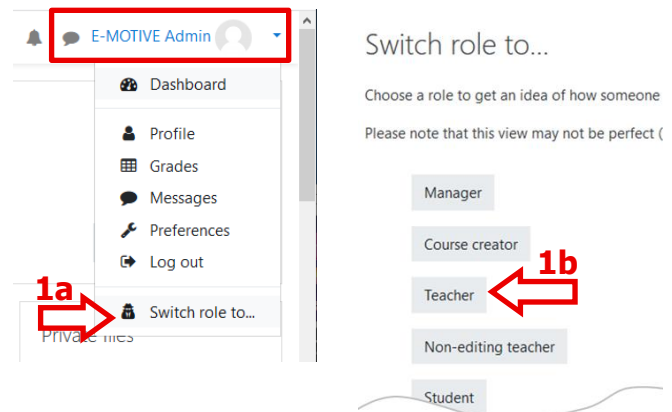 E-MOTIVE Admin
Dashboard
Profile
Grades
Messages
Preferences
Log out
1a
Switch role to...
Private files
Switch role to...
Choose a role to get an idea of how someone
Please note that this view may not be perfect (
Manager
Course creator
1b
Teacher
Non-editing teacher
Student